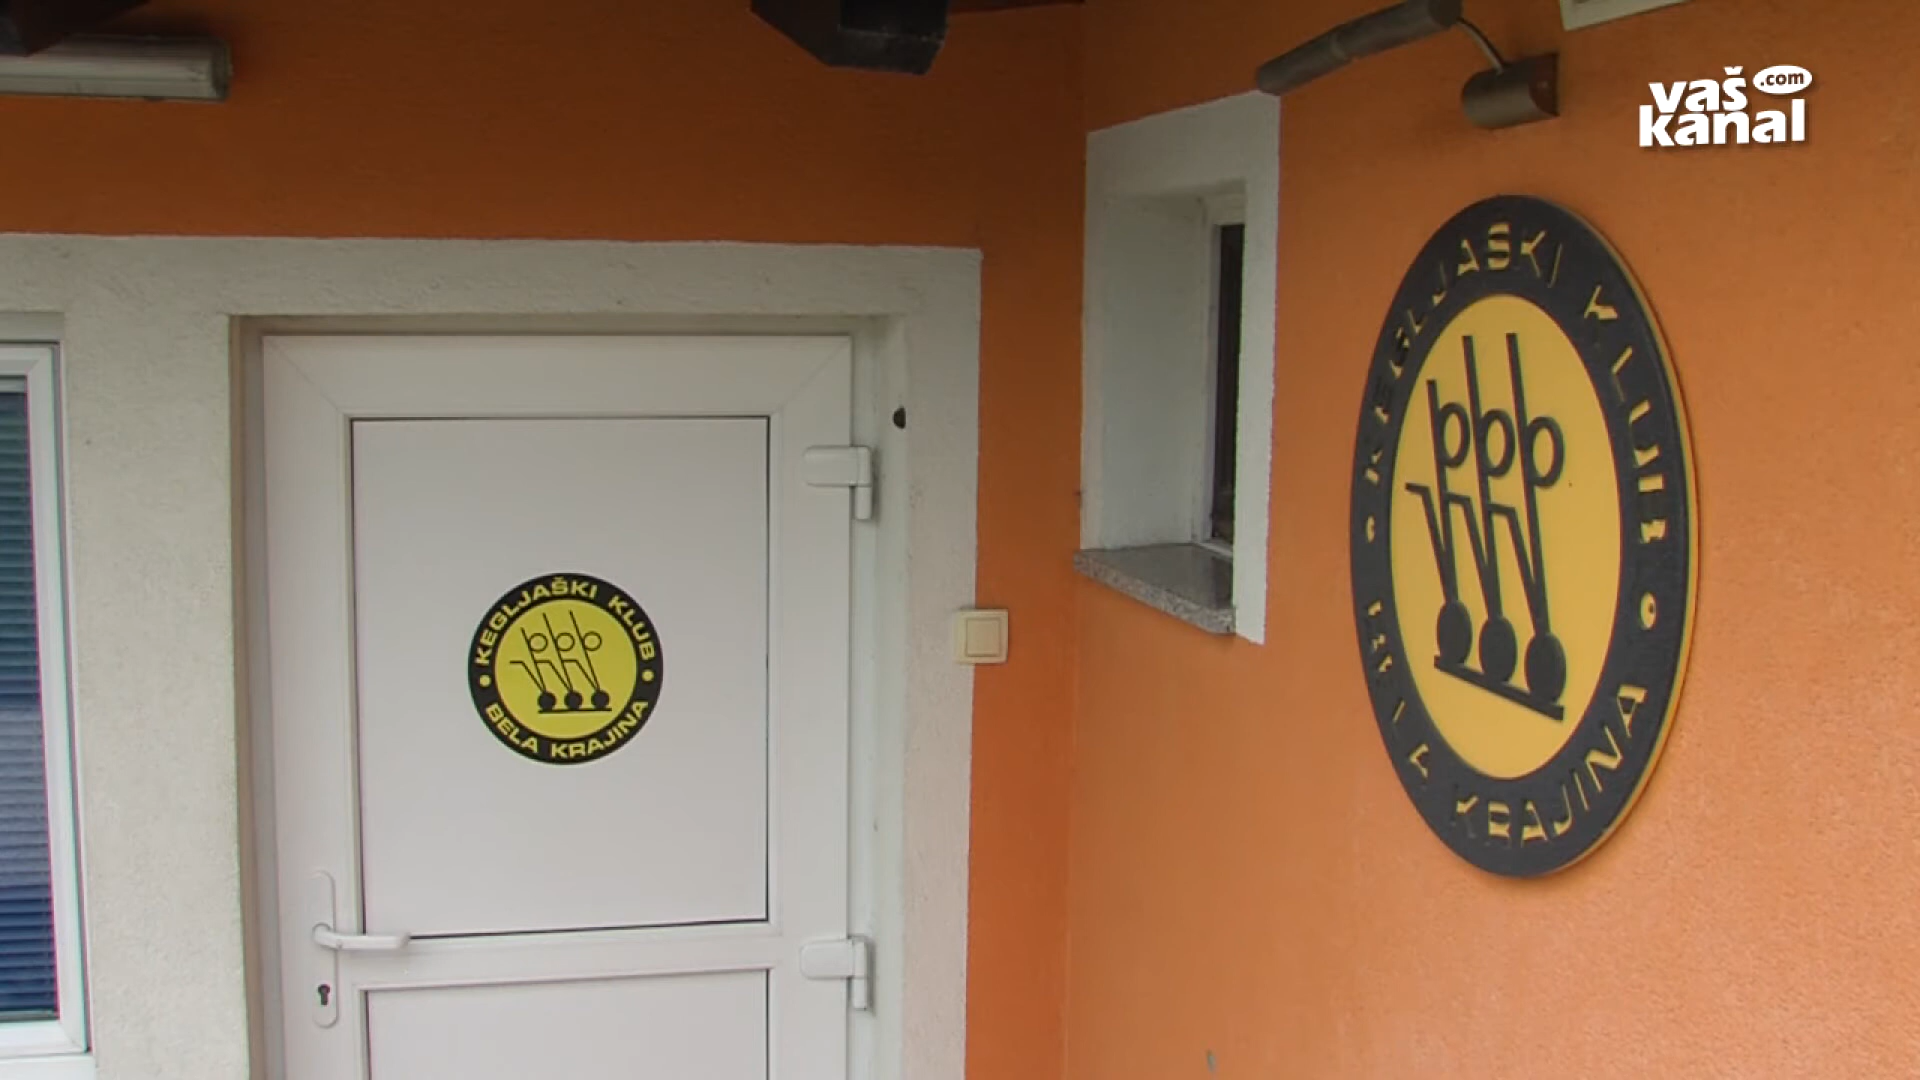 vaš
.com
kanal
KEGLJAŠKI KLUB
BELA KRAJINA
KEGLJAŠKI KLUB
KRAJINA